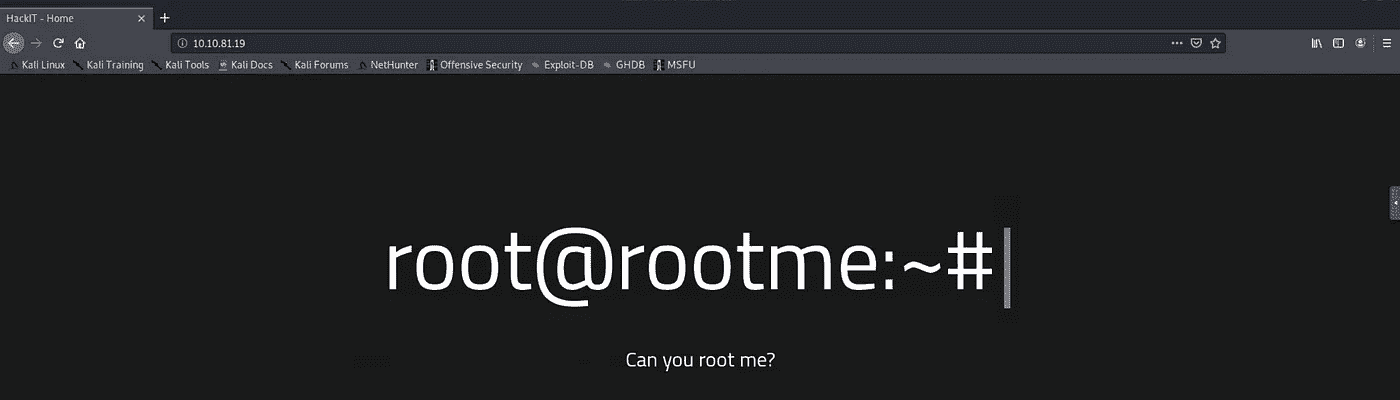 HackIT - Home
10.10.81.19
Kali Linux Kali Training Kali Tools Kali Docs Kali Forums NetHunter Offensive Security Exploit-DB GHDB MSFU
root@rootme:~#
Can you root me?